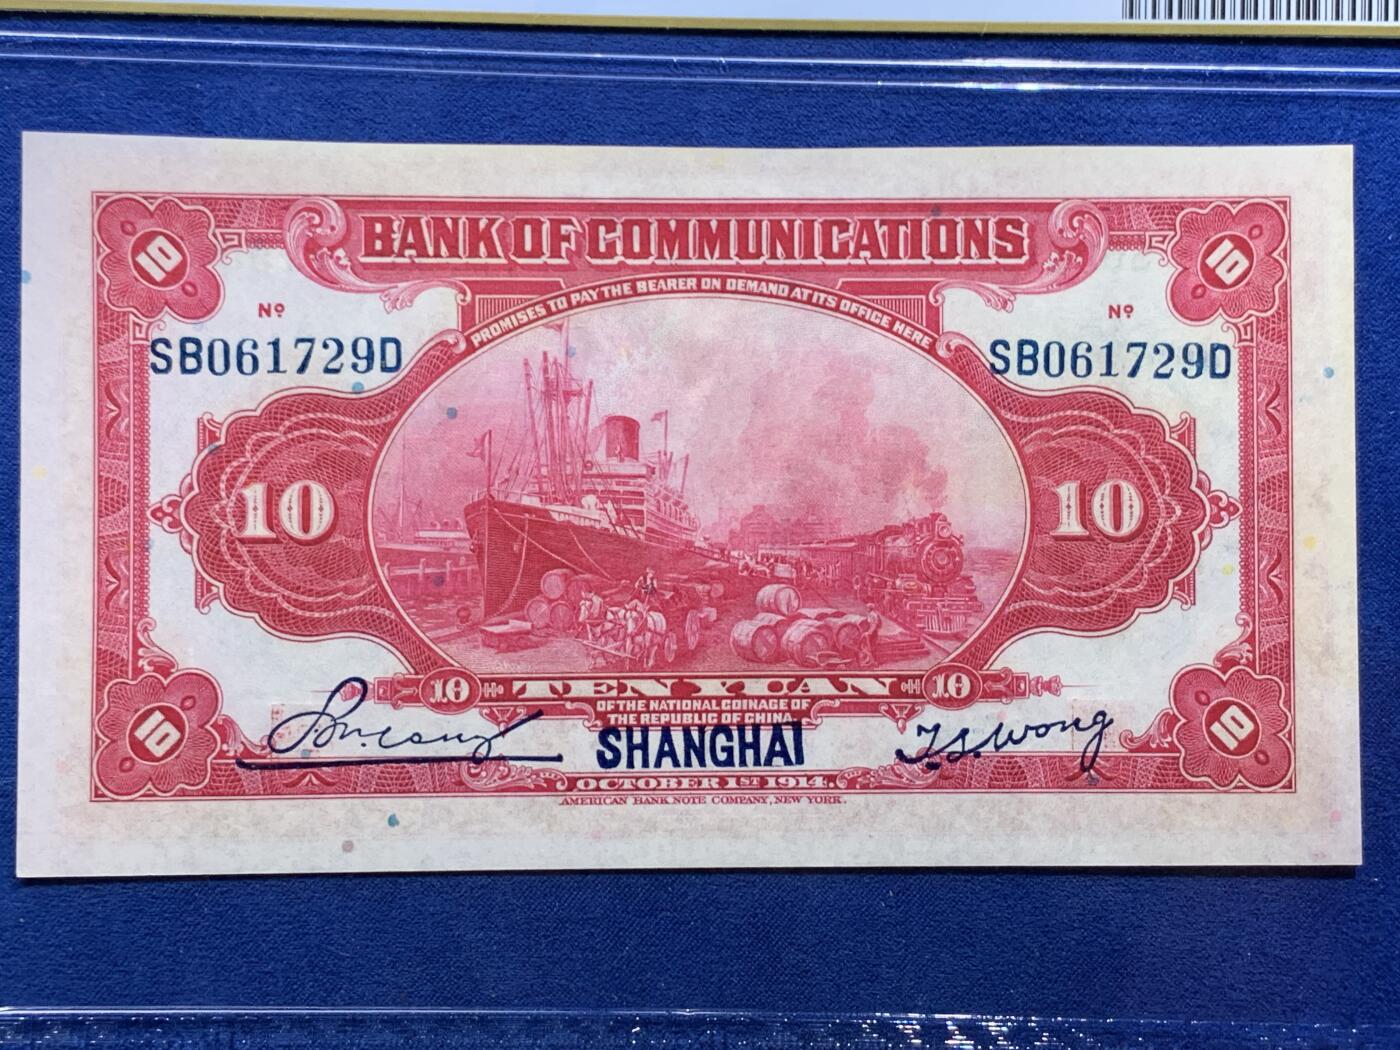 10
BANK OF COMMUNICATIONS
10
PROMISES TO PAY THE BEARER ON DEMAND AT ITS OFFICE HERE
Nº
Nº
SB061729D
SB061729D
10
10
10 TEN YUAN 10
OF THE NATIONAL COINAGE OF
THE REPUBLIC OF CHINA
10
SHANGHAI
T.S. Wong
10
OCTOBER 1ST 1914.
AMERICAN BANK NOTE COMPANY, NEW YORK.